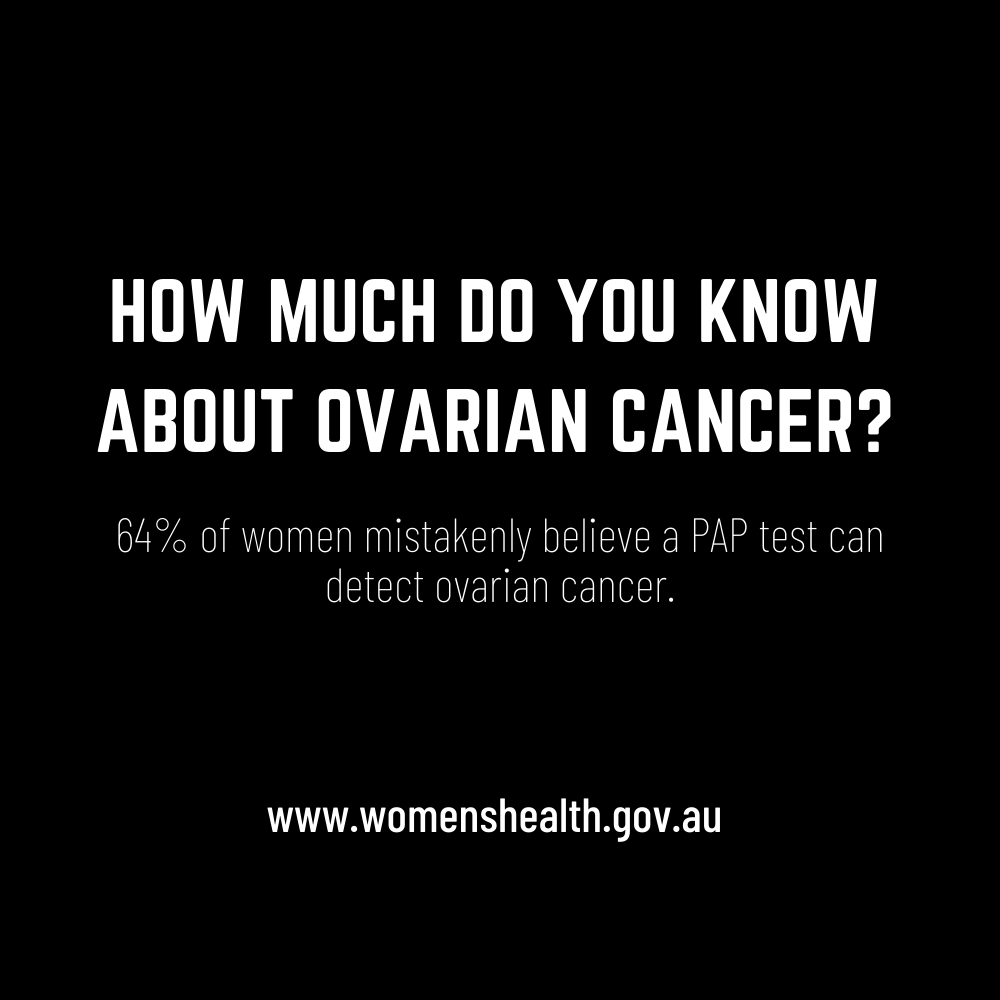 HOW MUCH DO YOU KNOW
ABOUT OVARIAN CANCER?
64% of women mistakenly believe a PAP test can
detect ovarian cancer.
www.womenshealth.gov.au